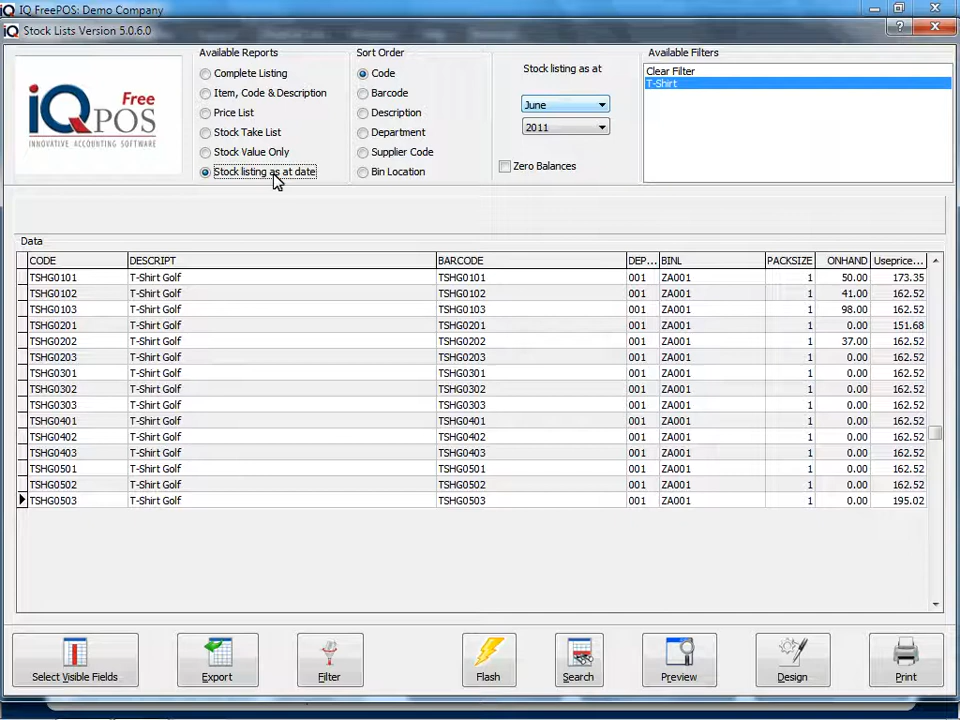 IQ FreePOS: Demo Company
Stock Lists Version 5.0.6.0
iQ Free
POS
INNOVATIVE ACCOUNTING SOFTWARE
Available Reports
Complete Listing
Item, Code & Description
Price List
Stock Take List
Stock Value Only
Stock listing as at date
Sort Order
Code
Barcode
Description
Department
Supplier Code
Bin Location
Stock listing as at
June
2011
Zero Balances
Available Filters
Clear Filter
T-Shirt
Data
CODE DESCRIPT BARCODE DEP... BINL PACKSIZE ONHAND Useprice...
TSHG0101 T-Shirt Golf TSHG0101 001 ZA001 1 50.00 173.35
TSHG0102 T-Shirt Golf TSHG0102 001 ZA001 1 41.00 162.52
TSHG0103 T-Shirt Golf TSHG0103 001 ZA001 1 98.00 162.52
TSHG0201 T-Shirt Golf TSHG0201 001 ZA001 1 0.00 151.68
TSHG0202 T-Shirt Golf TSHG0202 001 ZA001 1 37.00 162.52
TSHG0203 T-Shirt Golf TSHG0203 001 ZA001 1 0.00 162.52
TSHG0301 T-Shirt Golf TSHG0301 001 ZA001 1 0.00 162.52
TSHG0302 T-Shirt Golf TSHG0302 001 ZA001 1 0.00 162.52
TSHG0303 T-Shirt Golf TSHG0303 001 ZA001 1 0.00 162.52
TSHG0401 T-Shirt Golf TSHG0401 001 ZA001 1 0.00 162.52
TSHG0402 T-Shirt Golf TSHG0402 001 ZA001 1 0.00 162.52
TSHG0403 T-Shirt Golf TSHG0403 001 ZA001 1 0.00 162.52
TSHG0501 T-Shirt Golf TSHG0501 001 ZA001 1 0.00 162.52
TSHG0502 T-Shirt Golf TSHG0502 001 ZA001 1 0.00 162.52
TSHG0503 T-Shirt Golf TSHG0503 001 ZA001 1 0.00 195.02
Select Visible Fields Export Filter Flash Search Preview Design Print